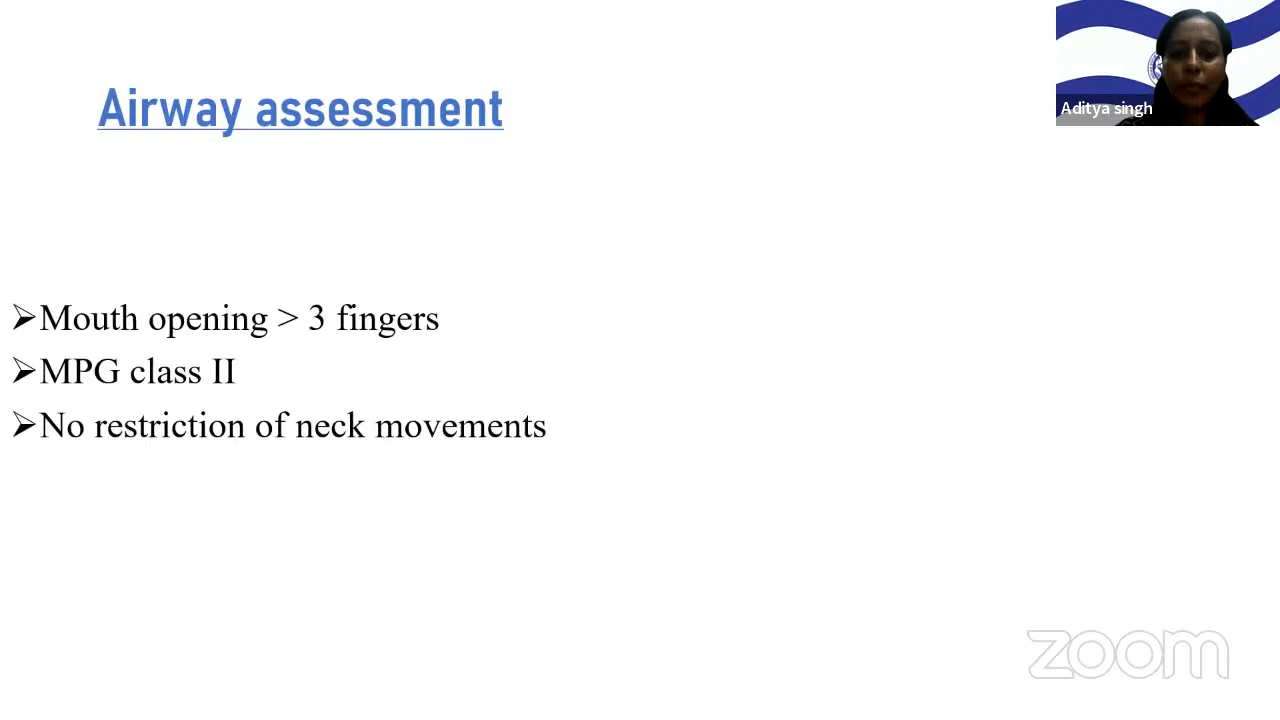 Airway assessment
Aditya singh
➢Mouth opening > 3 fingers
➢MPG class II
➢No restriction of neck movements
zoom